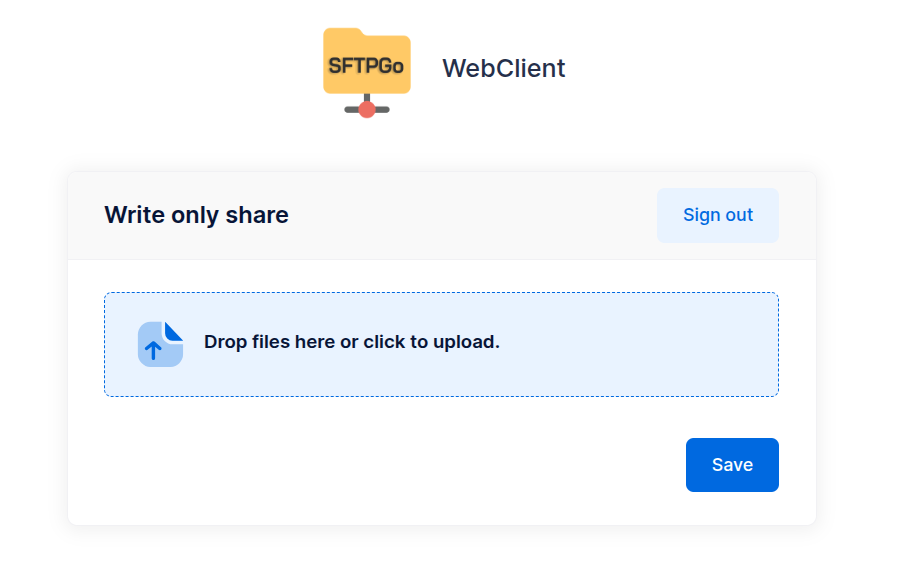 SFTPGo
WebClient
Write only share
Sign out
Drop files here or click to upload.
Save